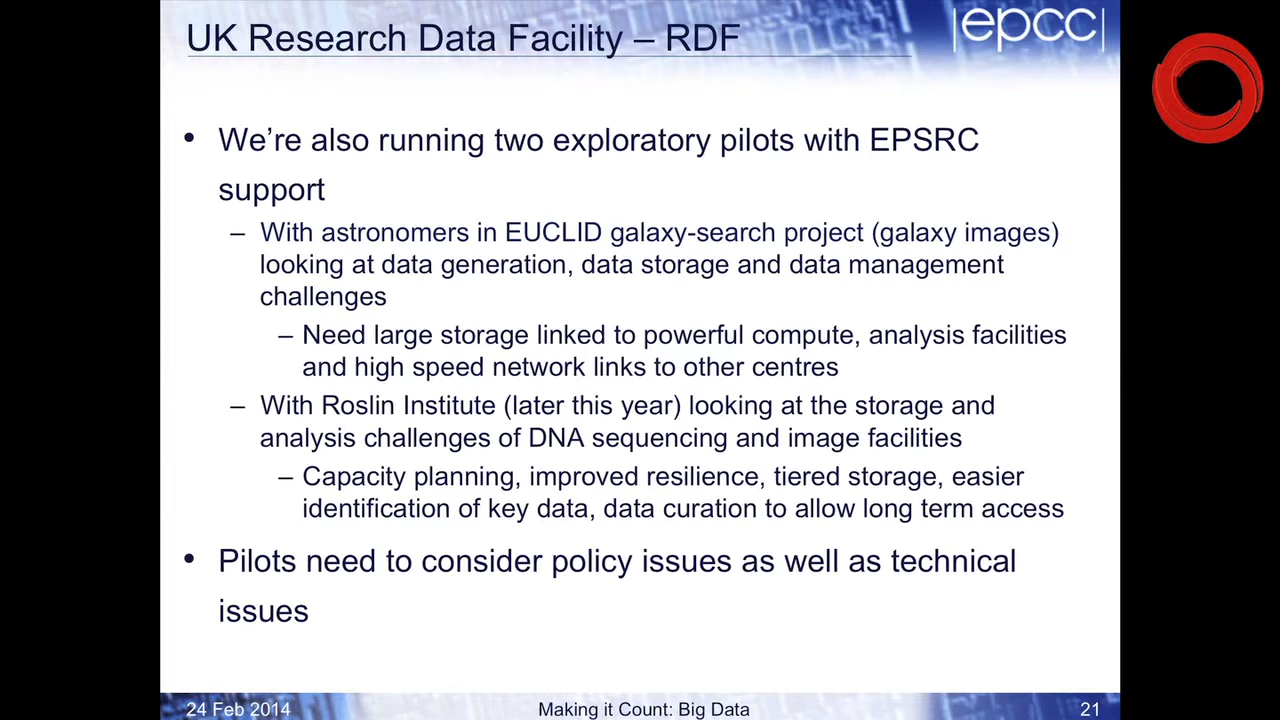 UK Research Data Facility – RDF
|epcc|
• We’re also running two exploratory pilots with EPSRC
support
– With astronomers in EUCLID galaxy-search project (galaxy images)
looking at data generation, data storage and data management
challenges
– Need large storage linked to powerful compute, analysis facilities
and high speed network links to other centres
– With Roslin Institute (later this year) looking at the storage and
analysis challenges of DNA sequencing and image facilities
– Capacity planning, improved resilience, tiered storage, easier
identification of key data, data curation to allow long term access
• Pilots need to consider policy issues as well as technical
issues
24 Feb 2014
Making it Count: Big Data
21